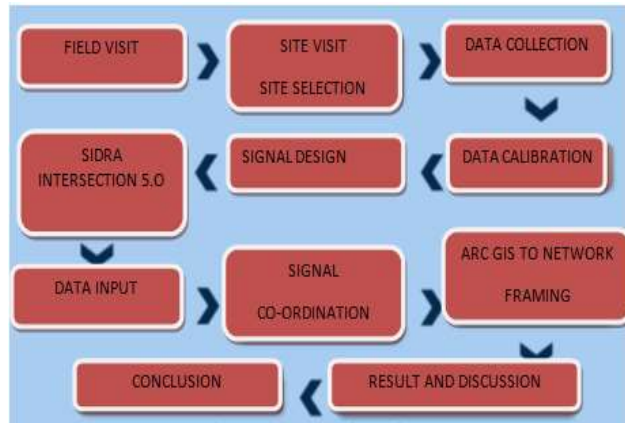 FIELD VISIT
SITE VISIT
SITE SELECTION
DATA COLLECTION
DATA CALIBRATION
SIGNAL DESIGN
SIDRA
INTERSECTION 5.O
DATA INPUT
SIGNAL
CO-ORDINATION
ARC GIS TO NETWORK
FRAMING
RESULT AND DISCUSSION
CONCLUSION